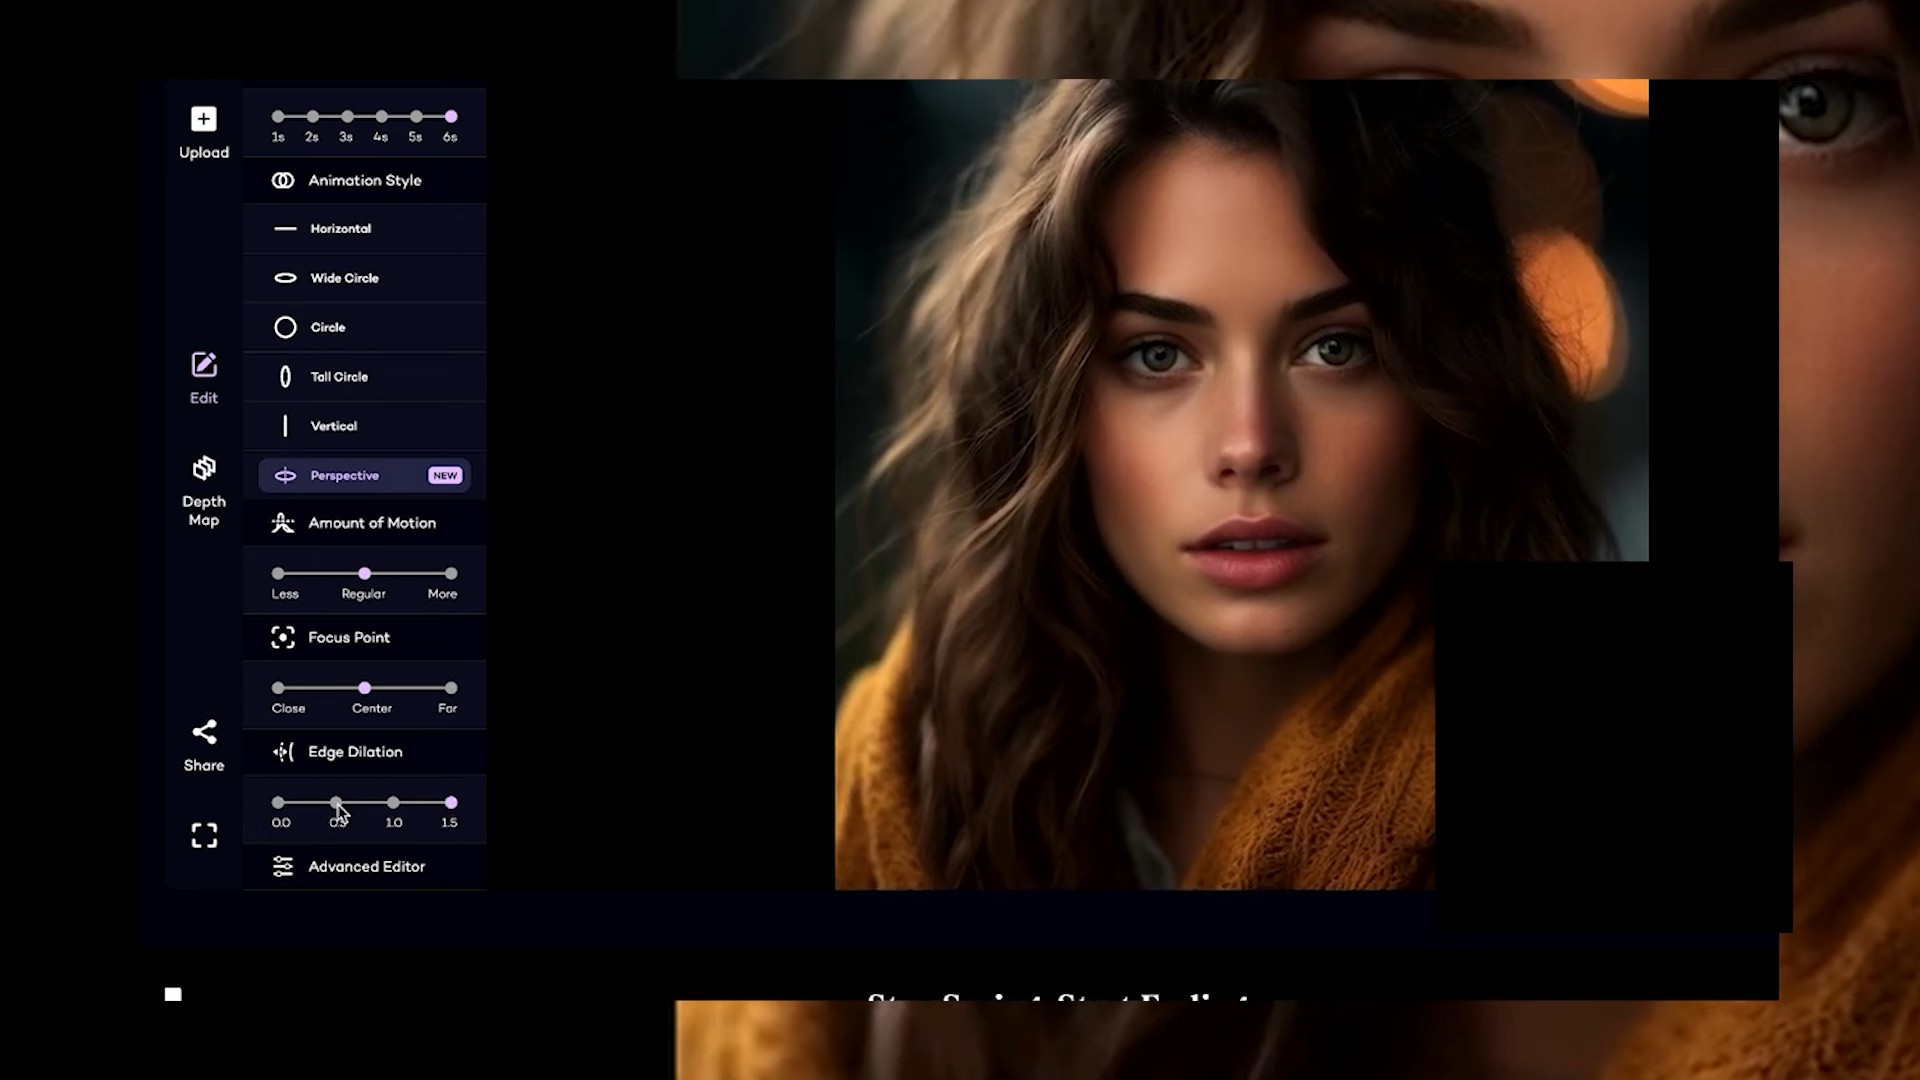 Upload
1s 2s 3s 4s 5s 6s
Animation Style
Horizontal
Wide Circle
Circle
Tall Circle
Vertical
Perspective NEW
Amount of Motion
Less Regular More
Focus Point
Close Center Far
Edge Dilation
0.0 1.0 1.5
Advanced Editor
Edit
Depth
Map
Share